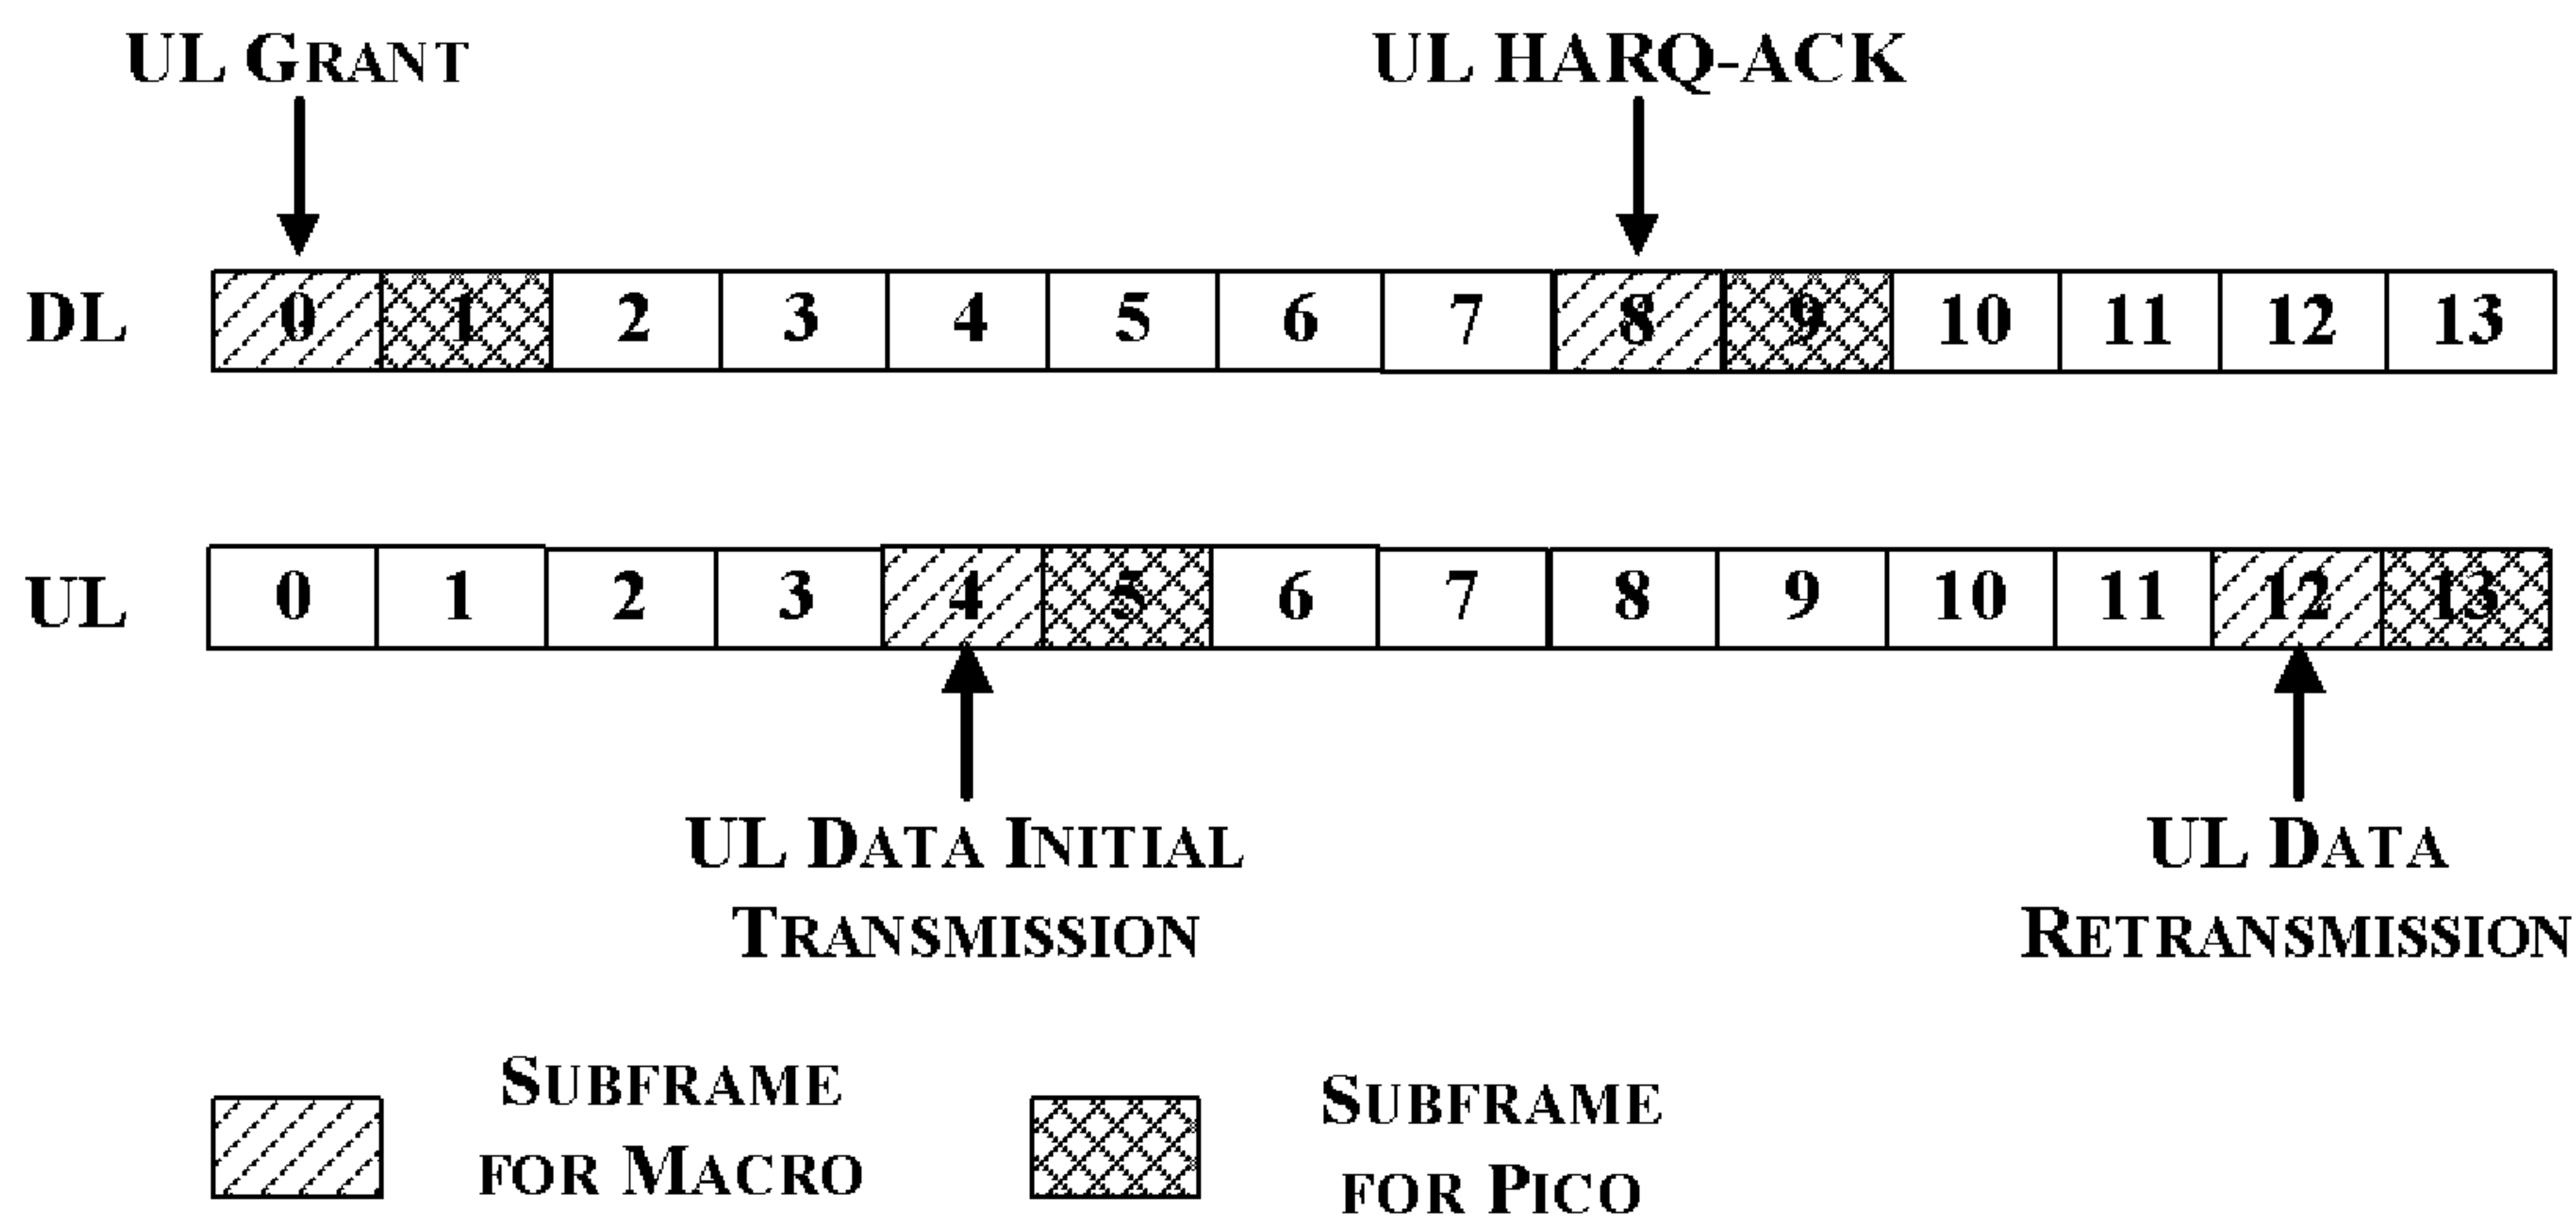 UL GRANT UL HARQ-ACK
DL 0 1 2 3 4 5 6 7 8 9 10 11 12 13
UL 0 1 2 3 4 5 6 7 8 9 10 11 12 13
UL DATA INITIAL
TRANSMISSION
UL DATA
RETRANSMISSION
SUBFRAME
FOR MACRO
SUBFRAME
FOR PICO